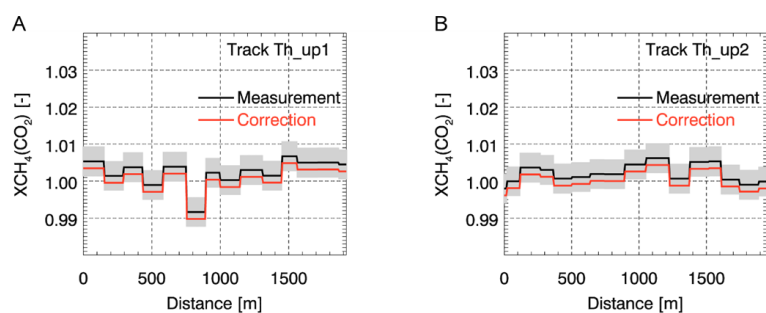 A
Track Th_up1
1.03
1.02
1.01
1.00
0.99
XCH₄(CO₂) [-]
Measurement
Correction
0 500 1000 1500
Distance [m]
B
Track Th_up2
1.03
1.02
1.01
1.00
0.99
XCH₄(CO₂) [-]
Measurement
Correction
0 500 1000 1500
Distance [m]